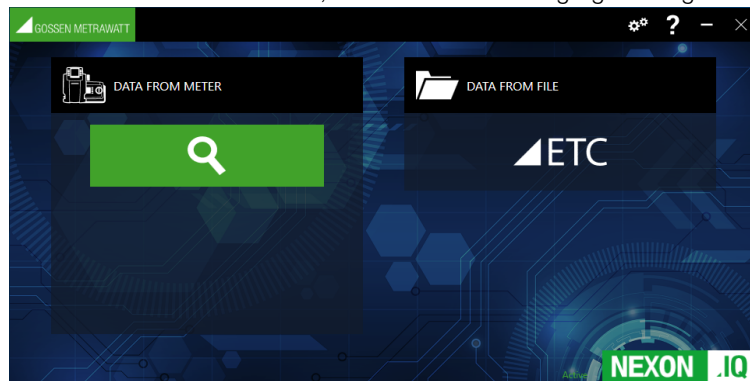 GOSSEN METRAWATT
?
DATA FROM METER
DATA FROM FILE
ETC
NEXON .IQ